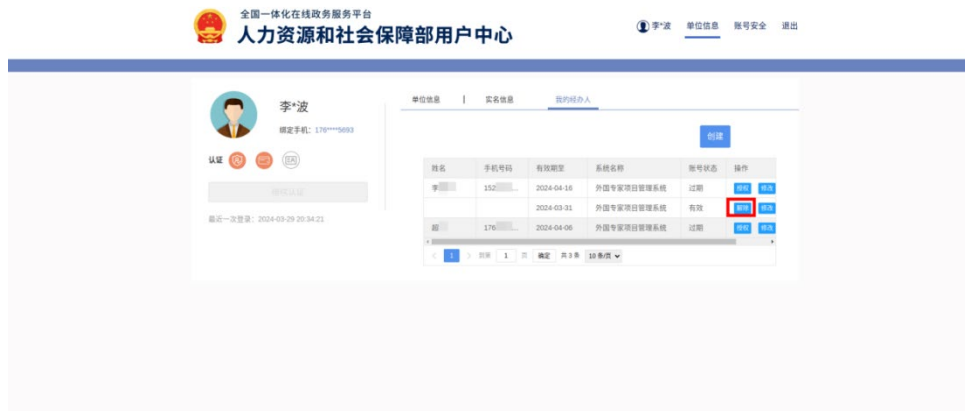 全国一体化在线政务服务平台
人力资源和社会保障部用户中心
李*波 单位信息 账号安全 退出
李*波
绑定手机：178****5693
认证
最近一次登录：2024-03-29 20:34:21
单位信息 | 实名信息 我的经办人
创建
姓名 手机号码 有效期至 系统名称 账号状态 操作
李 152 ... 2024-04-16 外国专家项目管理系统 过期 授权 修改
2024-03-31 外国专家项目管理系统 有效 解除 修改
176 ... 2024-04-06 外国专家项目管理系统 过期 授权 修改
1 到第 1 页 确定 共 3 条 10 条/页